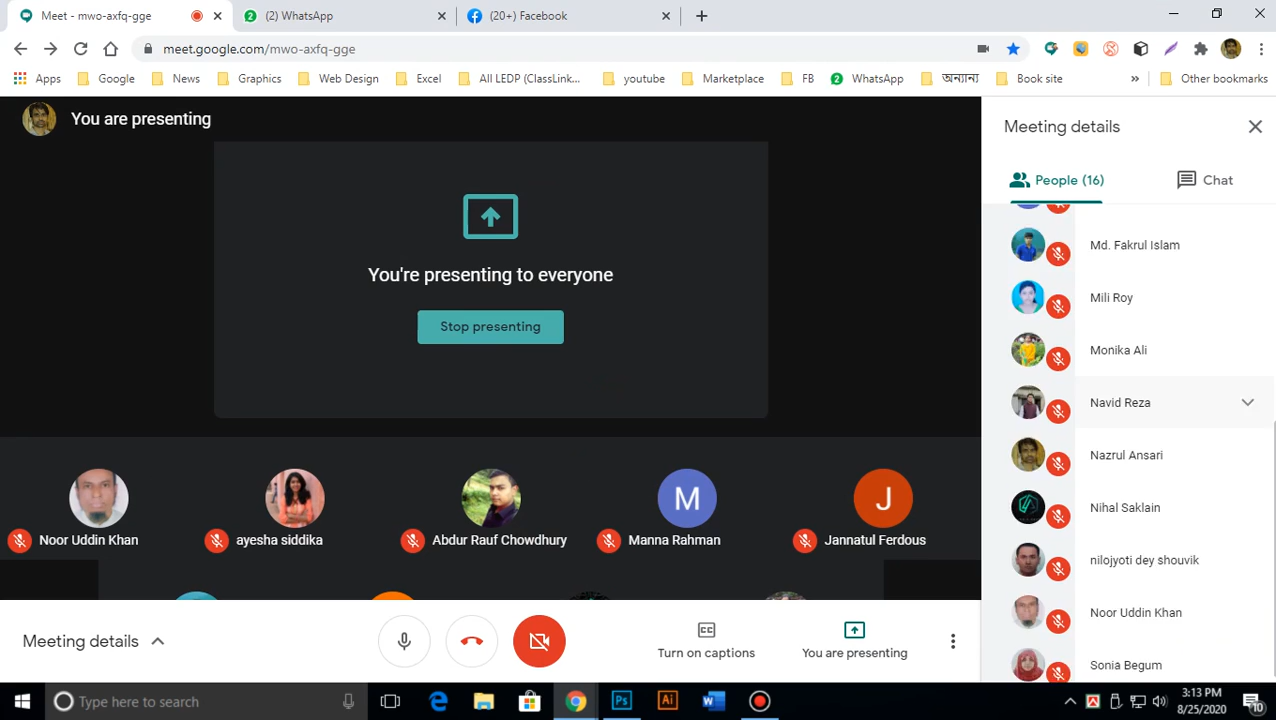 Meet - mwo-axfq-gge
(2) WhatsApp
(20+) Facebook
meet.google.com/mwo-axfq-gge
Apps Google News Graphics Web Design Excel All LEDP (ClassLink... youtube Marketplace FB 2 WhatsApp অন্যান্য Book site » Other bookmarks
You are presenting
You're presenting to everyone
Stop presenting
Noor Uddin Khan
ayesha siddika
Abdur Rauf Chowdhury
M
Manna Rahman
J
Jannatul Ferdous
Meeting details
People (16)
Chat
Md. Fakrul Islam
Mili Roy
Monika Ali
Navid Reza
Nazrul Ansari
Nihal Saklain
nilojyoti dey shouvik
Noor Uddin Khan
Sonia Begum
Meeting details
CC
Turn on captions
You are presenting
Type here to search
Ps
Ai
W
3:13 PM
8/25/2020
10